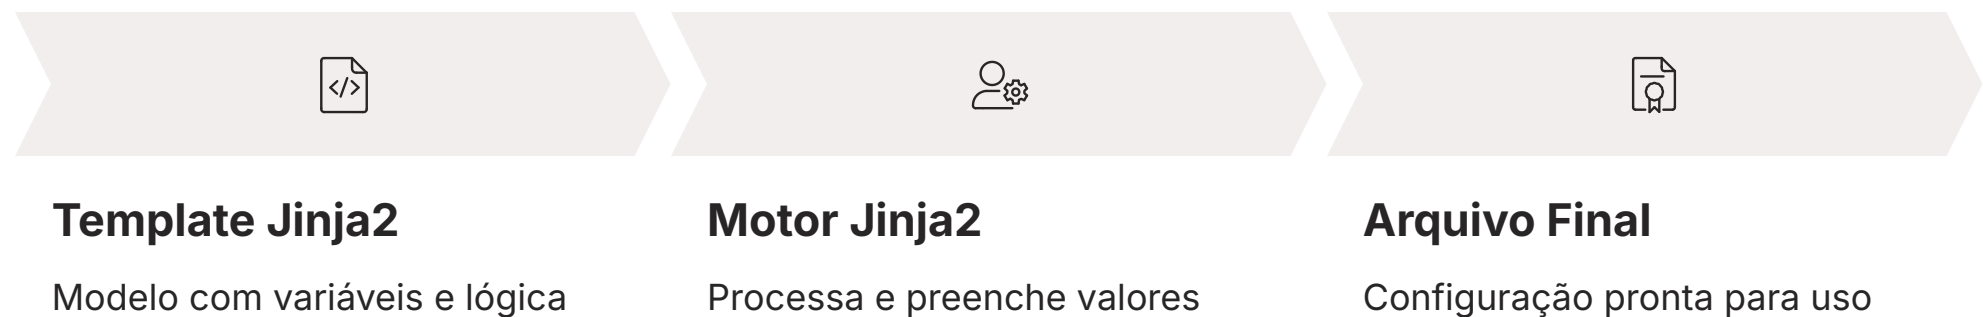 </>
Template Jinja2
Modelo com variáveis e lógica
Motor Jinja2
Processa e preenche valores
Arquivo Final
Configuração pronta para uso